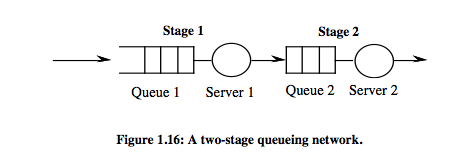 Stage 1
Stage 2
Queue 1
Server 1
Queue 2
Server 2
Figure 1.16: A two-stage queueing network.